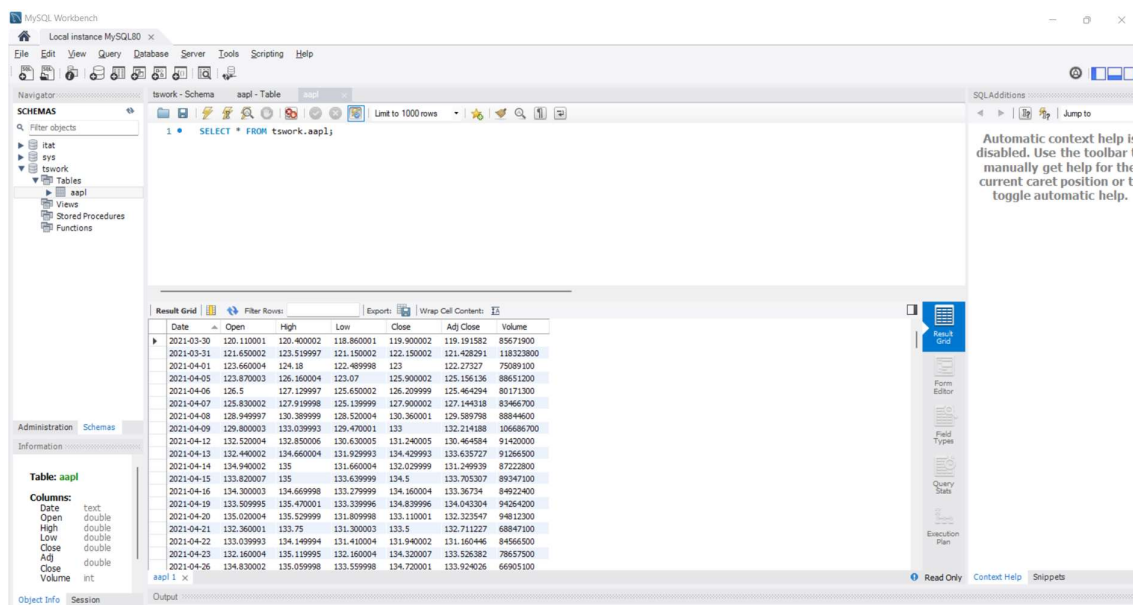 MySQL Workbench
Local instance MySQL80
File Edit View Query Database Server Tools Scripting Help
Navigator
SCHEMAS
Filter objects
itat
sys
tswork
Tables
aapl
Views
Stored Procedures
Functions
Administration Schemas
Information
Table: aapl
Columns:
Date text
Open double
High double
Low double
Close double
Adj Close double
Volume int
Object Info Session
tswork - Schema aapl - Table aapl
Limit to 1000 rows
1 SELECT * FROM tswork.aapl;
Result Grid Filter Rows: Export: Wrap Cell Content:
Date Open High Low Close Adj Close Volume
2021-03-30 120.110001 120.400002 118.860001 119.900002 119.191582 85671900
2021-03-31 121.650002 123.519997 121.150002 122.150002 121.428291 118323800
2021-04-01 123.660004 124.18 122.489998 123 122.27327 75089100
2021-04-05 123.870003 126.160004 123.07 125.900002 125.156136 88651200
2021-04-06 126.5 127.129997 125.650002 126.209999 125.464294 80171300
2021-04-07 125.830002 127.919998 125.139999 127.900002 127.144318 83466700
2021-04-08 128.949997 130.389999 128.520004 130.360001 129.589798 88844600
2021-04-09 129.800003 133.039993 129.470001 133 132.214188 106686700
2021-04-12 132.520004 132.850006 130.630005 131.240005 130.464584 91420000
2021-04-13 132.440002 134.660004 131.929993 134.429993 133.635727 91266500
2021-04-14 134.940002 135 131.660004 132.029999 131.249939 87222800
2021-04-15 133.820007 135 133.639999 134.5 133.705307 89347100
2021-04-16 134.300003 134.669998 133.279999 134.160004 133.36734 84922400
2021-04-19 133.509995 135.470001 133.339996 134.839996 134.043304 94264200
2021-04-20 135.020004 135.529999 131.809998 133.110001 132.323547 94812300
2021-04-21 132.360001 133.75 131.300003 133.5 132.711227 68847100
2021-04-22 133.039993 134.149994 131.410004 131.940002 131.160446 84566500
2021-04-23 132.160004 135.119995 132.160004 134.320007 133.526382 78657500
2021-04-26 134.830002 135.059998 133.559998 134.720001 133.924026 66905100
aapl 1
Read Only
Output
Result Grid
Form Editor
Field Types
Query Stats
Execution Plan
SQLAdditions
Jump to
Automatic context help is
disabled. Use the toolbar
manually get help for the
current caret position or
toggle automatic help.
Context Help Snippets